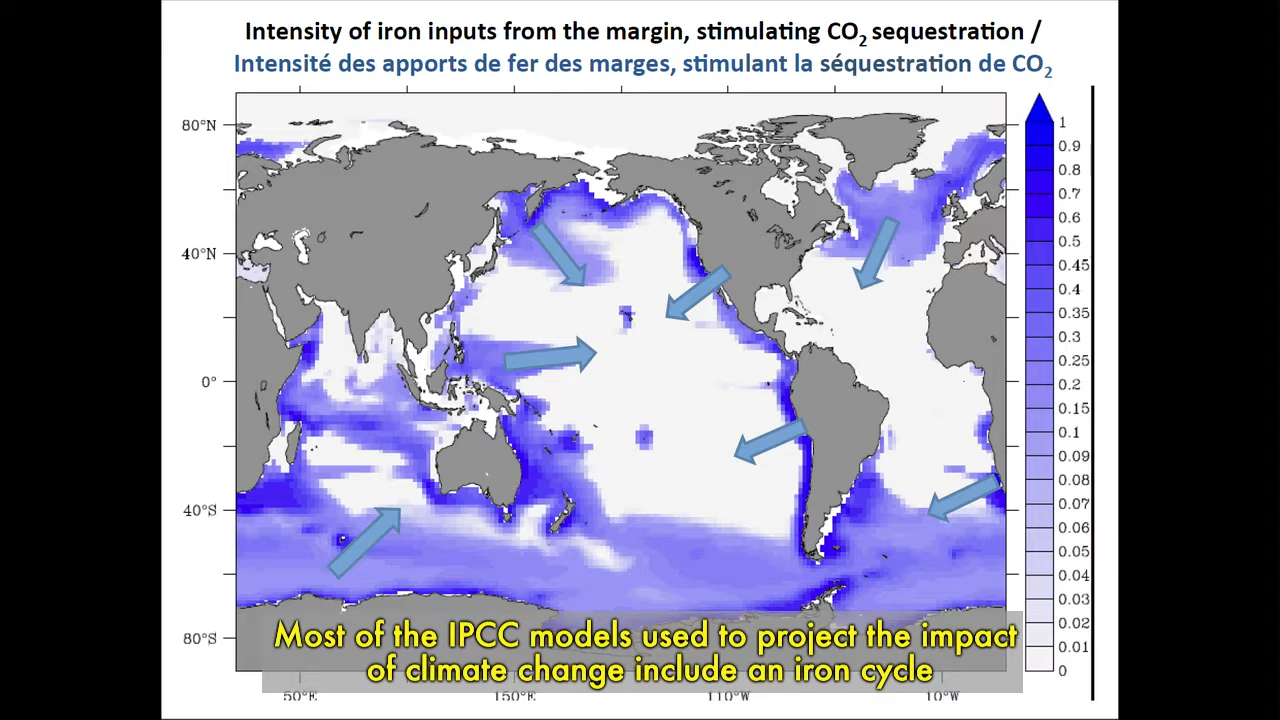 Intensity of iron inputs from the margin, stimulating CO2 sequestration /
Intensité des apports de fer des marges, stimulant la séquestration de CO2
80°N
40°N
0°
40°S
80°S
50°E
150°E
110°W
10°W
1
0.9
0.8
0.7
0.6
0.5
0.45
0.4
0.35
0.3
0.25
0.2
0.15
0.1
0.09
0.08
0.07
0.06
0.05
0.04
0.03
0.02
0.01
0
Most of the IPCC models used to project the impact
of climate change include an iron cycle